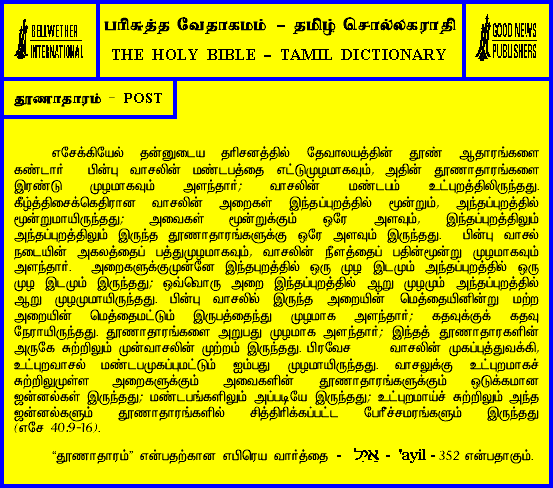 BELLWETHER
INTERNATIONAL
பரிசுத்த வேதாகமம் – தமிழ் சொல்லகராதி
THE HOLY BIBLE – TAMIL DICTIONARY
GOOD NEWS
PUBLISHERS
தூணாதாரம் – POST
எசேக்கியேல் தன்னுடைய தரிசனத்தில் தேவாலயத்தின் தூண் ஆதாரங்களை
கண்டார் பின்பு வாசலின் மண்டபத்தை எட்டுமுழமாகவும், அதின் தூணாதாரங்களை
இரண்டு முழமாகவும் அளந்தார்; வாசலின் மண்டபம் உட்புறத்திலிருந்தது.
கீழ்த்திசைக்கெதிரான வாசலின் அறைகள் இந்தப்புறத்தில் மூன்றும், அந்தப்புறத்தில்
மூன்றுமாயிருந்தது; அவைகள் மூன்றுக்கும் ஒரே அளவும், இந்தப்புறத்திலும்
அந்தப்புறத்திலும் இருந்த தூணாதாரங்களுக்கு ஒரே அளவும் இருந்தது. பின்பு வாசல்
நடையின் அகலத்தைப் பத்துமுழமாகவும், வாசலின் நீளத்தைப் பதின்மூன்று முழமாகவும்
அளந்தார். அறைகளுக்குமுன்னே இந்தபுறத்தில் ஒரு முழ இடமும் அந்தப்புறத்தில் ஒரு
முழ இடமும் இருந்தது; ஒவ்வொரு அறை இந்தப்புறத்தில் ஆறு முழமும் அந்தப்புறத்தில்
ஆறு முழமுமாயிருந்தது. பின்பு வாசலில் இருந்த அறையின் மெத்தையினின்று மற்ற
அறையின் மெத்தைமட்டும் இருபத்தைந்து முழமாக அளந்தார்; கதவுக்குக் கதவு
நேராயிருந்தது. தூணாதாரங்களை அறுபது முழமாக அளந்தார்; இந்தத் தூணாதாரகளின்
அருகே சுற்றிலும் முன்வாசலின் முற்றம் இருந்தது. பிரவேச வாசலின் முகப்புத்துவக்கி,
உட்புறவாசல் மண்டபமுகப்புமட்டும் ஐம்பது முழமாயிருந்தது. வாசலுக்கு உட்புறமாகச்
சுற்றிலுமுள்ள அறைகளுக்கும் அவைகளின் தூணாதாரங்களுக்கும் ஒடுக்கமான
ஜன்னல்கள் இருந்தது; மண்டபங்களிலும் அப்படியே இருந்தது; உட்புறமாய்ச் சுற்றிலும் அந்த
ஜன்னல்களும் தூணாதாரங்களில் சித்திரிக்கப்பட்ட பேரீச்சமரங்களும் இருந்தது
(எசே 40:9-16).
“தூணாதாரம்” என்பதற்கான எபிரெய வார்த்தை - אַיִל - 'ayil - 352 என்பதாகும்.